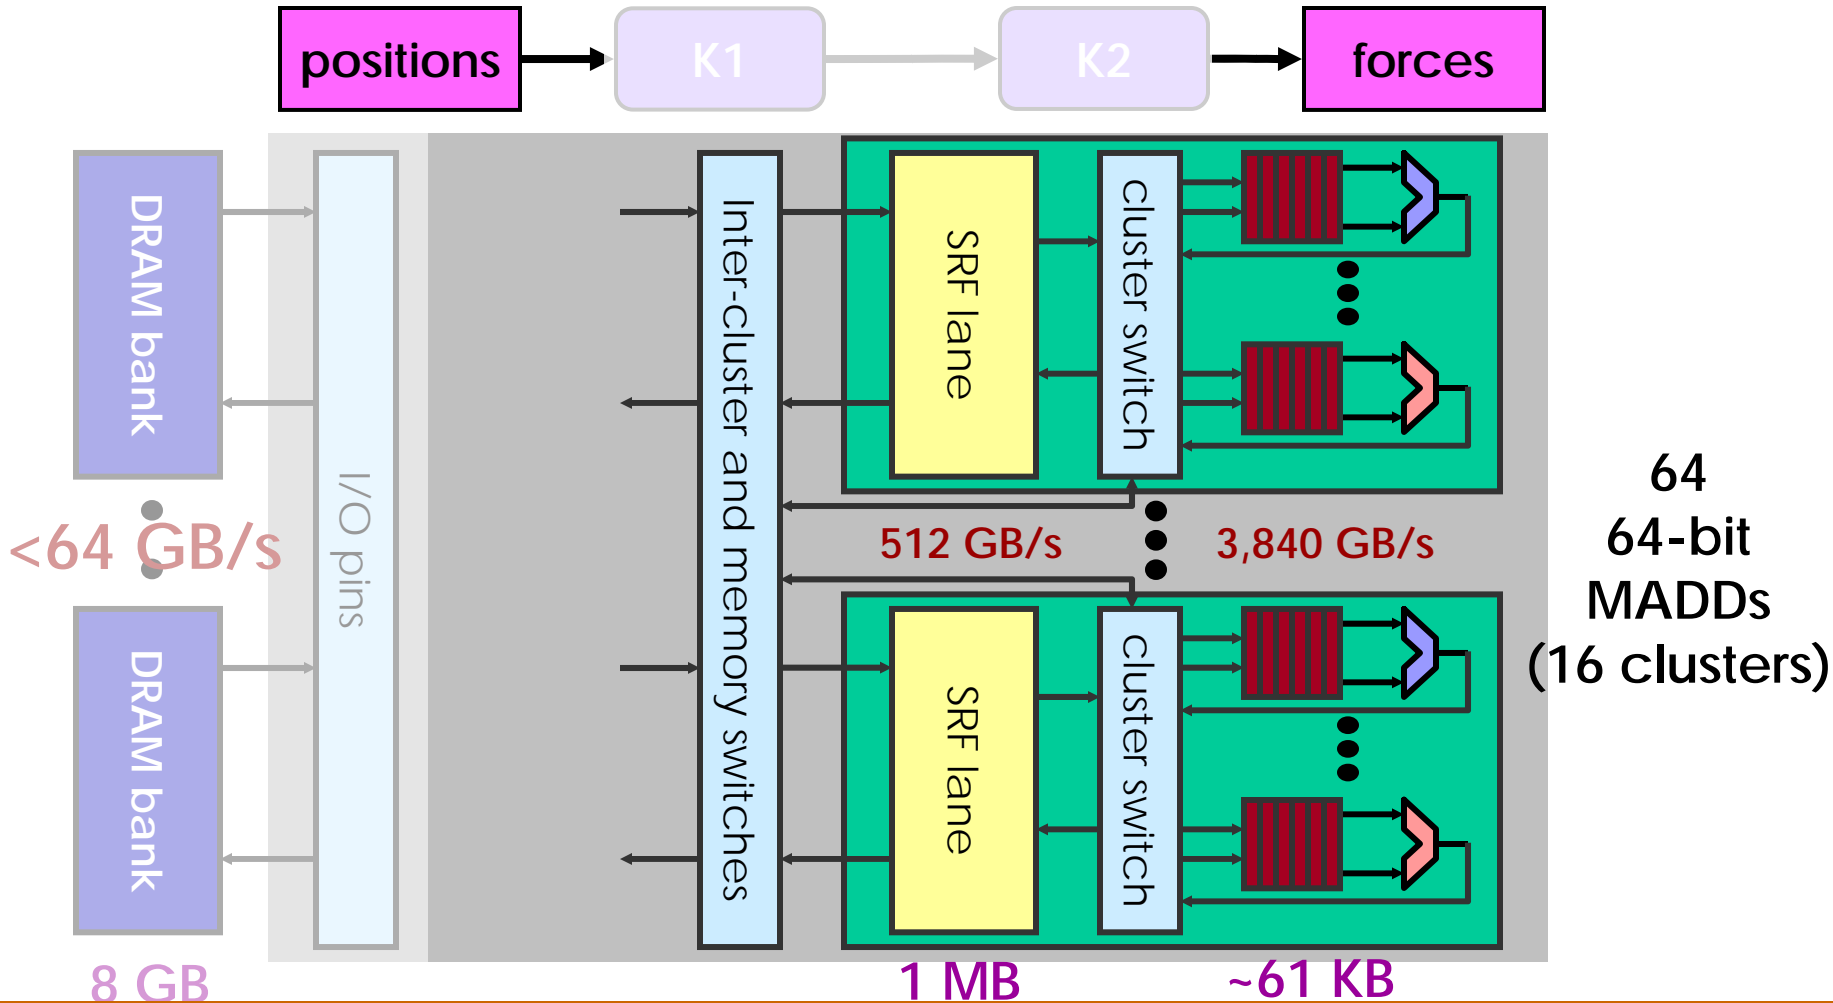 positions
K1
K2
forces
DRAM bank
I/O pins
Inter-cluster and memory switches
SRF lane
cluster switch
<64 GB/s
512 GB/s
3,840 GB/s
64
64-bit
MADDs
(16 clusters)
DRAM bank
SRF lane
cluster switch
8 GB
1 MB
~61 KB